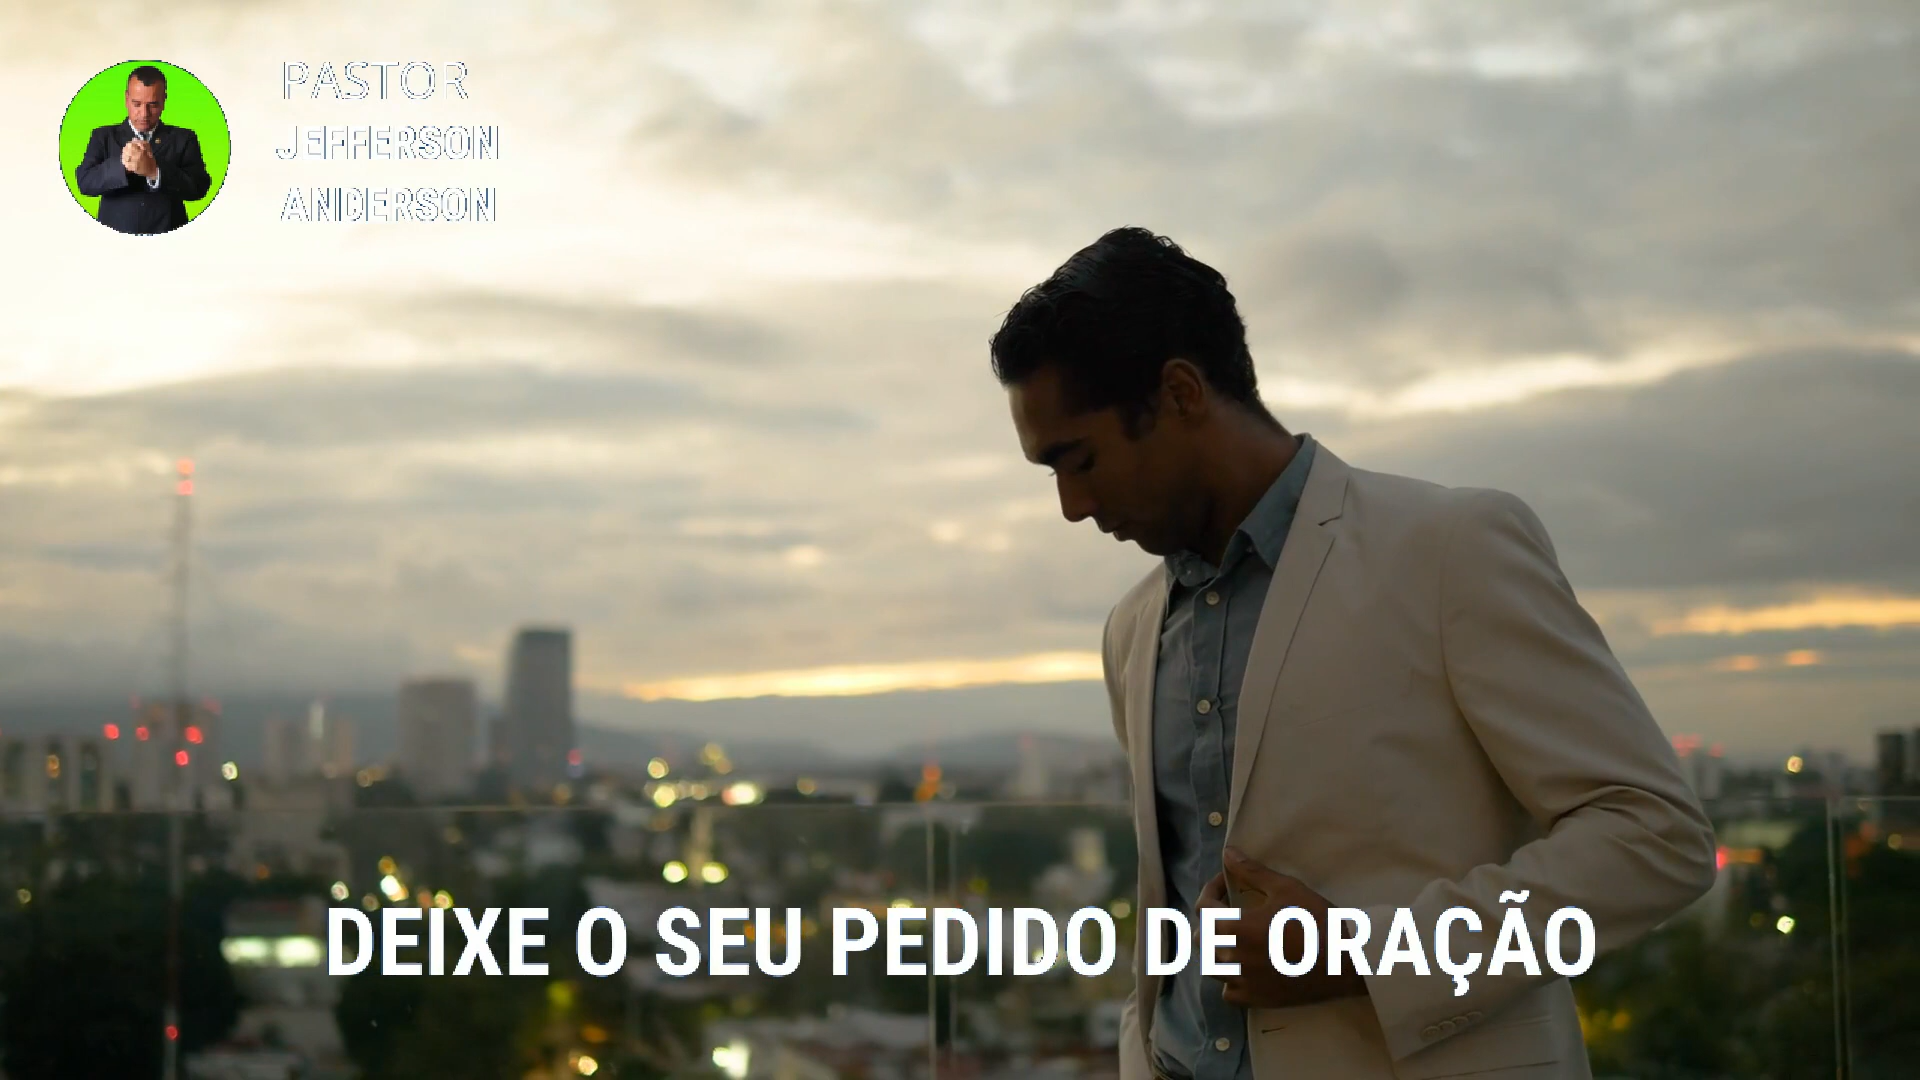 PASTOR
JEFFERSON
ANDERSON
DEIXE O SEU PEDIDO DE ORAÇÃO